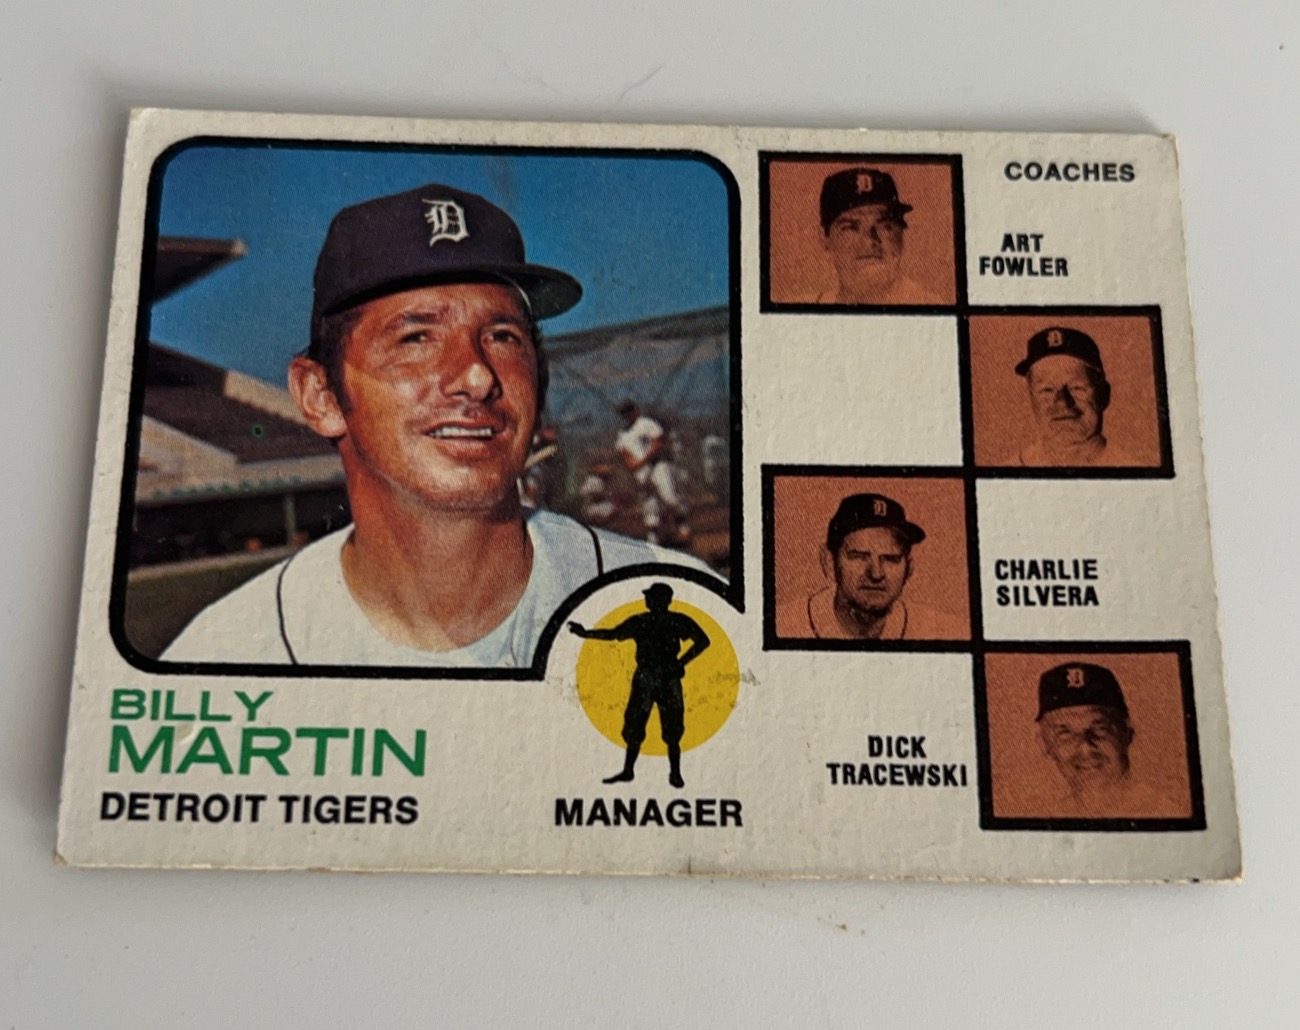 COACHES
ART
FOWLER
CHARLIE
SILVERA
DICK
TRACEWSKI
BILLY
MARTIN
DETROIT TIGERS
MANAGER
D
D
D
D
D